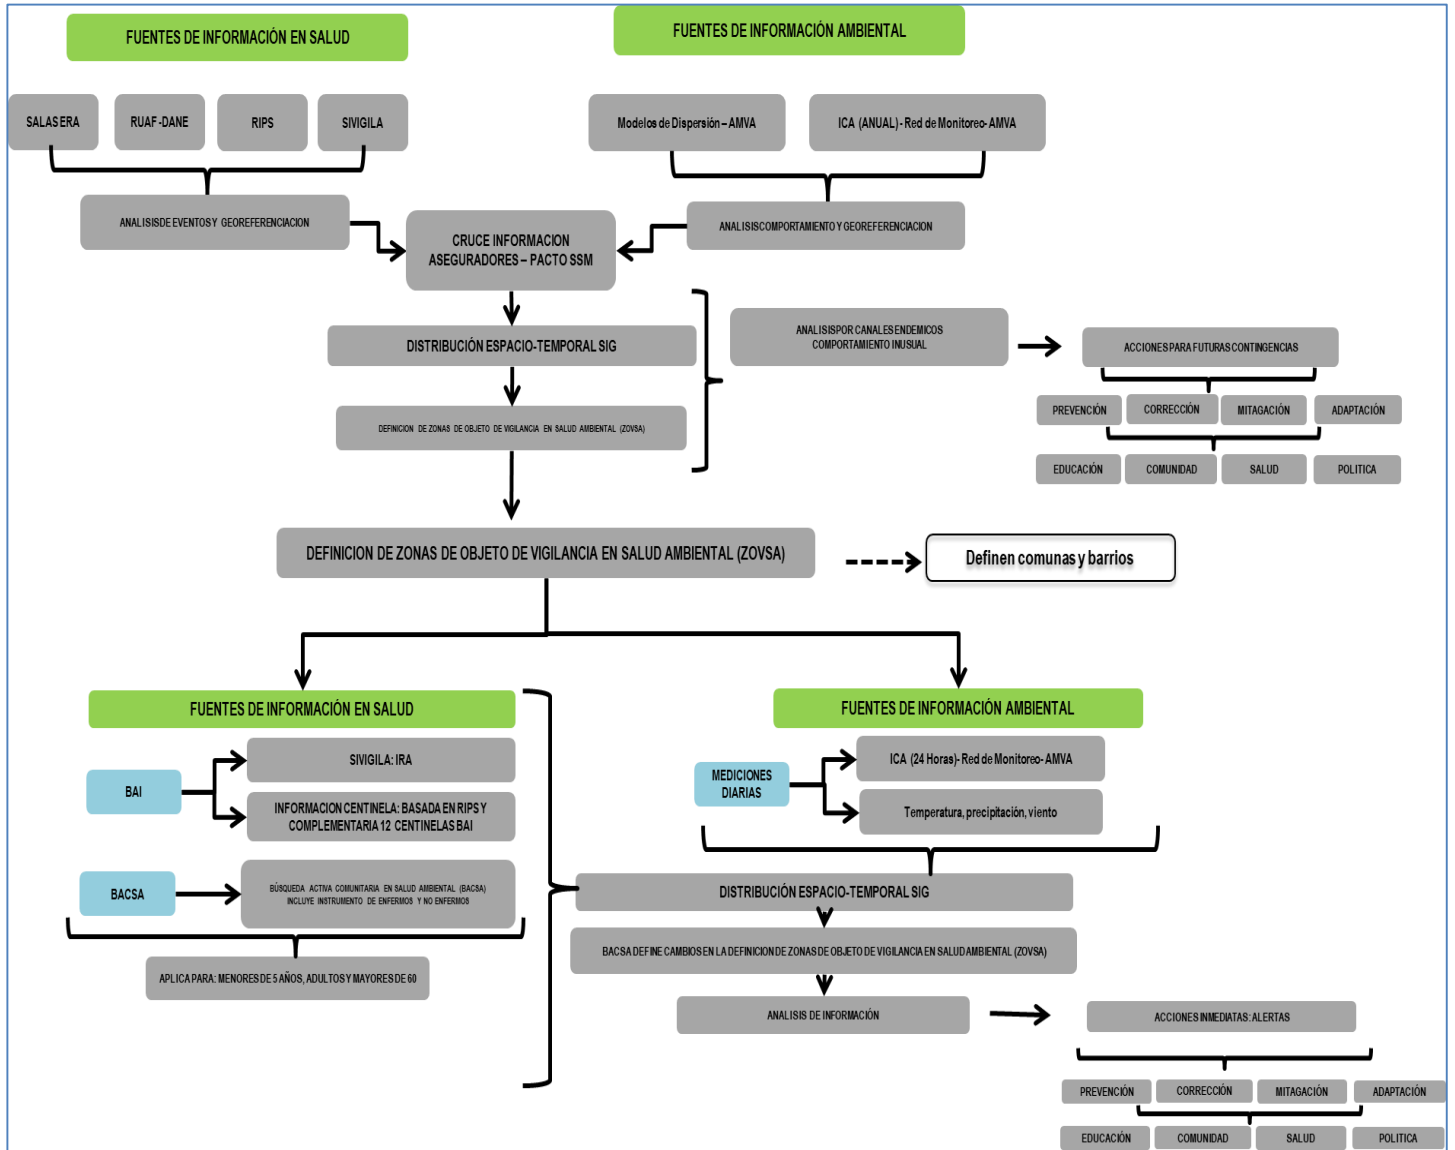 FUENTES DE INFORMACIÓN EN SALUD
FUENTES DE INFORMACIÓN AMBIENTAL
SALAS ERA
RUAF -DANE
RIPS
SIVIGILA
Modelos de Dispersión – AMVA
ICA (ANUAL) - Red de Monitoreo- AMVA
ANALISIS DE EVENTOS Y GEOREFERENCIACION
ANALISIS COMPORTAMIENTO Y GEOREFERENCIACION
CRUCE INFORMACION
ASEGURADORES – PACTO SSM
DISTRIBUCIÓN ESPACIO-TEMPORAL SIG
DEFINICION DE ZONAS DE OBJETO DE VIGILANCIA EN SALUD AMBIENTAL (ZOVSA)
ANALISIS POR CANALES ENDEMICOS
COMPORTAMIENTO INUSUAL
ACCIONES PARA FUTURAS CONTINGENCIAS
PREVENCIÓN
CORRECCIÓN
MITAGACIÓN
ADAPTACIÓN
EDUCACIÓN
COMUNIDAD
SALUD
POLITICA
DEFINICION DE ZONAS DE OBJETO DE VIGILANCIA EN SALUD AMBIENTAL (ZOVSA)
Definen comunas y barrios
FUENTES DE INFORMACIÓN EN SALUD
FUENTES DE INFORMACIÓN AMBIENTAL
BAI
SIVIGILA: IRA
INFORMACION CENTINELA: BASADA EN RIPS Y
COMPLEMENTARIA 12 CENTINELAS BAI
BACSA
BÚSQUEDA ACTIVA COMUNITARIA EN SALUD AMBIENTAL (BACSA)
INCLUYE INSTRUMENTO DE ENFERMOS Y NO ENFERMOS
APLICA PARA: MENORES DE 5 AÑOS, ADULTOS Y MAYORES DE 60
MEDICIONES
DIARIAS
ICA (24 Horas)- Red de Monitoreo- AMVA
Temperatura, precipitación, viento
DISTRIBUCIÓN ESPACIO-TEMPORAL SIG
BACSA DEFINE CAMBIOS EN LA DEFINICION DE ZONAS DE OBJETO DE VIGILANCIA EN SALUD AMBIENTAL (ZOVSA)
ANALISIS DE INFORMACIÓN
ACCIONES INMEDIATAS: ALERTAS
PREVENCIÓN
CORRECCIÓN
MITAGACIÓN
ADAPTACIÓN
EDUCACIÓN
COMUNIDAD
SALUD
POLITICA